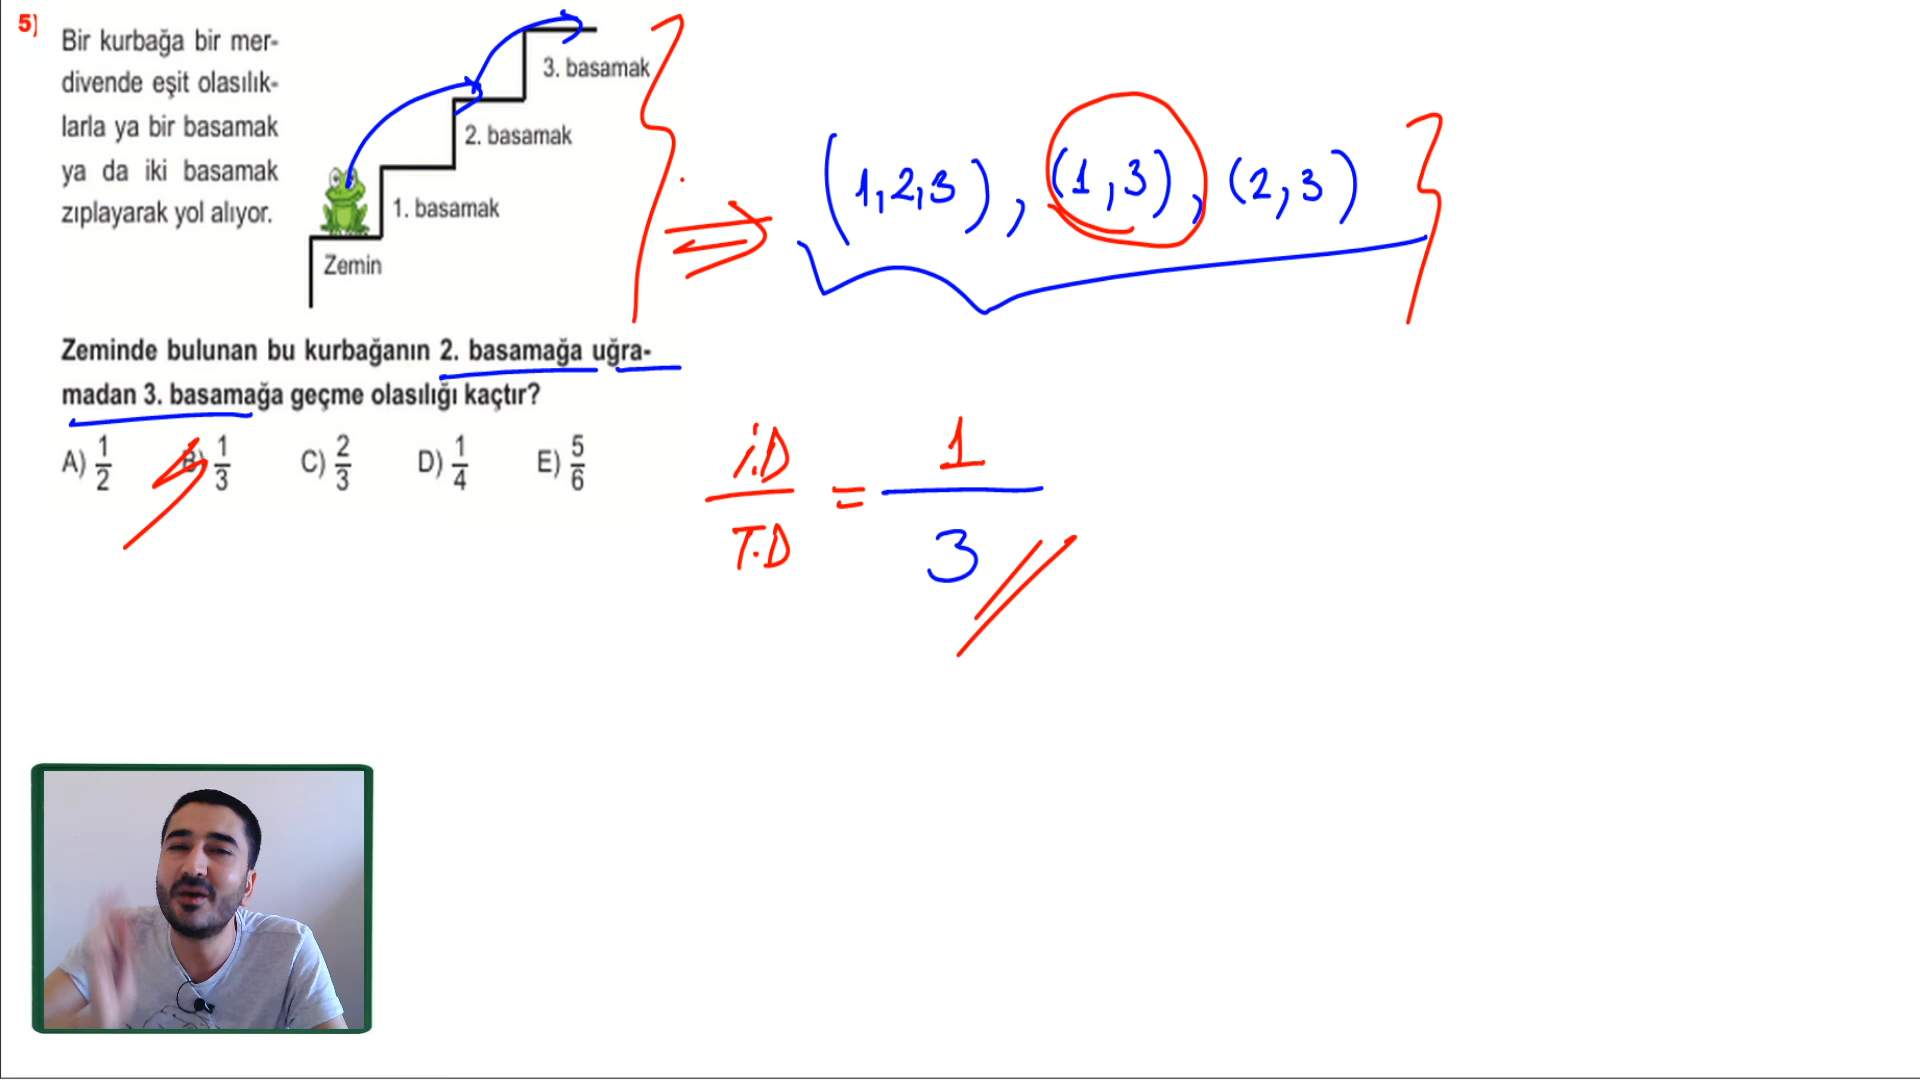 5)
Bir kurbağa bir mer-
divende eşit olasılık-
larla ya bir basamak
ya da iki basamak
zıplayarak yol alıyor.
3. basamak
2. basamak
1. basamak
Zemin
(1,2,3), (1,3), (2,3)
Zeminde bulunan bu kurbağanın 2. basamağa uğra-
madan 3. basamağa geçme olasılığı kaçtır?
A) 1/2 B) 1/3 C) 2/3 D) 1/4 E) 5/6
i.D/T.D = 1/3